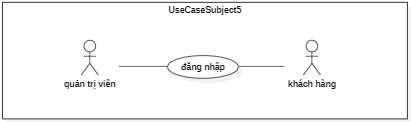 UseCaseSubject5
đăng nhập
quản trị viên
khách hàng